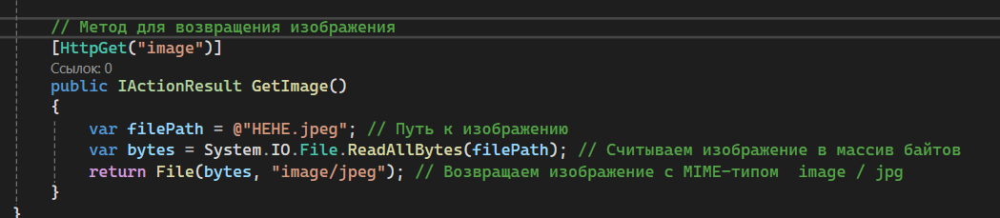 // Метод для возвращения изображения
[HttpGet("image")]
Ссылок: 0
public IActionResult GetImage()
{
var filePath = @"HEHE.jpeg"; // Путь к изображению
var bytes = System.IO.File.ReadAllBytes(filePath); // Считываем изображение в массив байтов
return File(bytes, "image/jpeg"); // Возвращаем изображение с MIME-типом  image / jpg
}
}